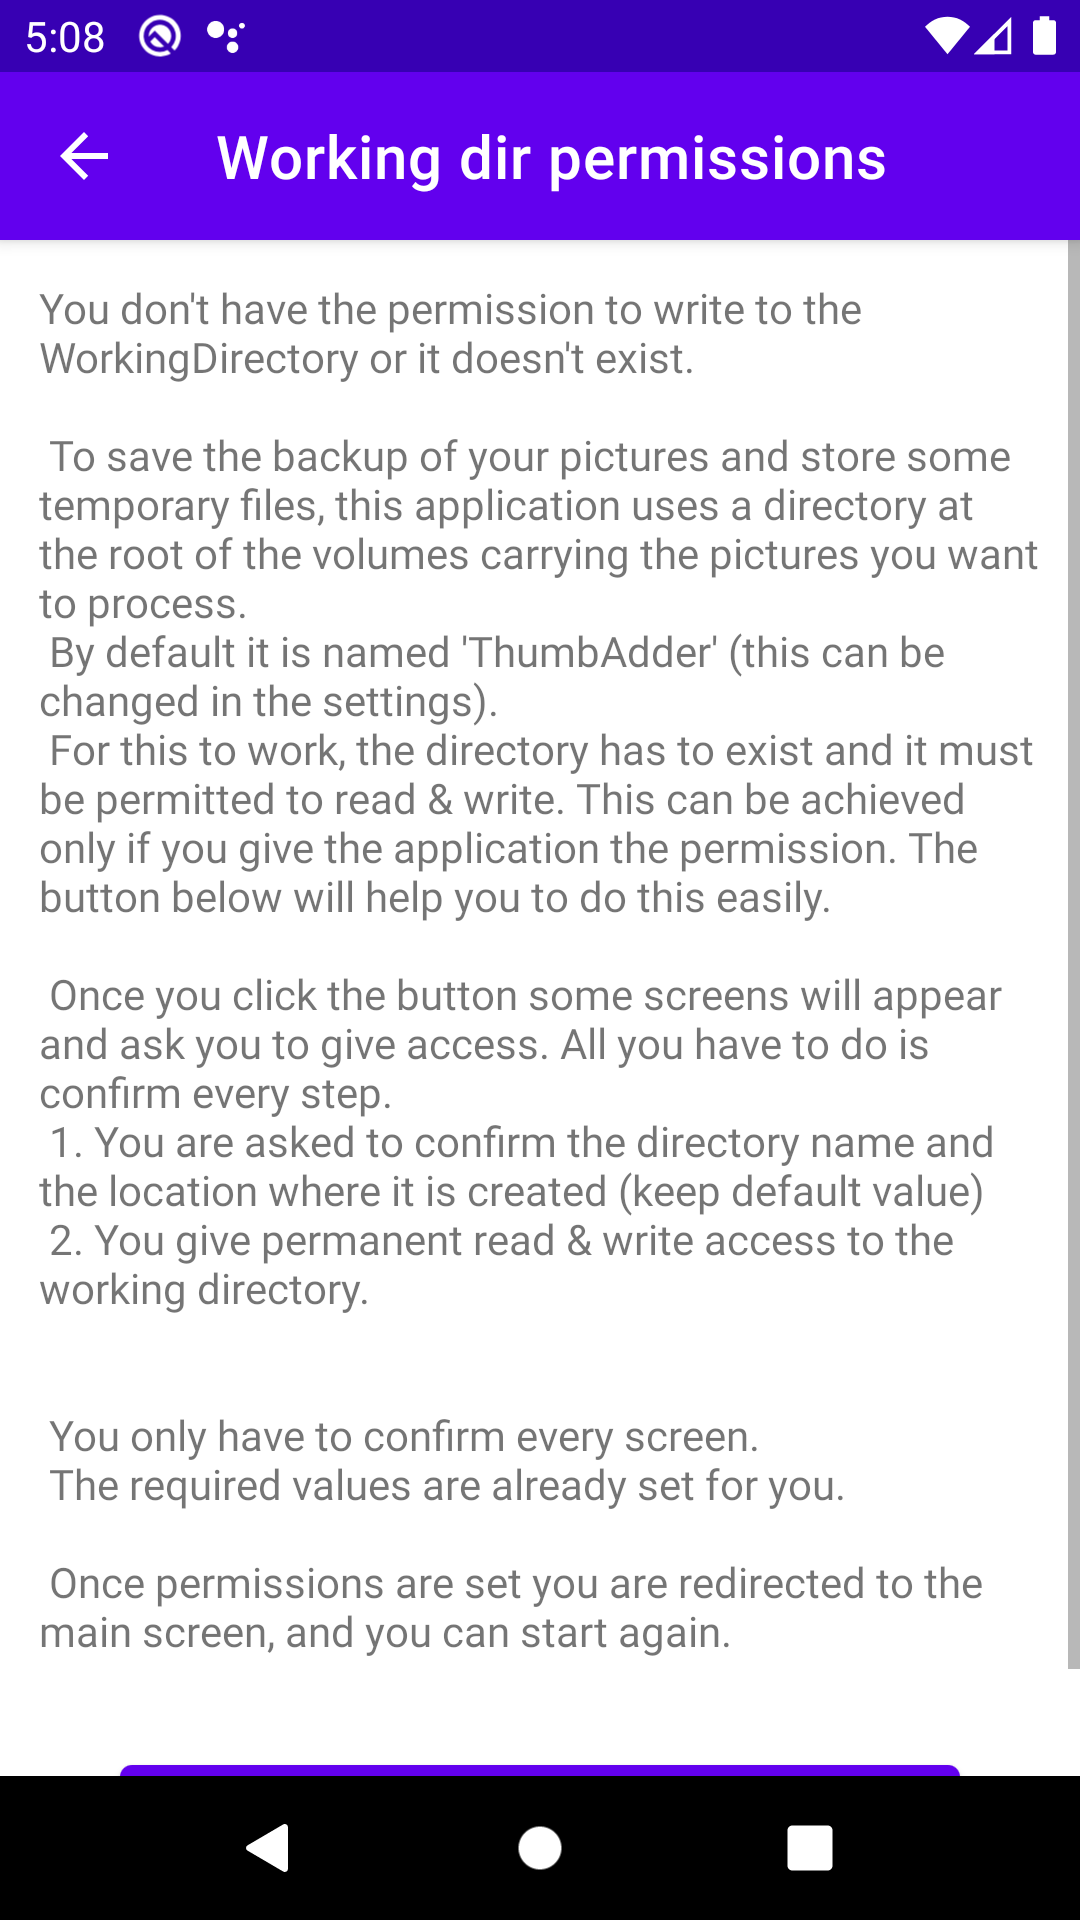 5:08
Working dir permissions
You don't have the permission to write to the
WorkingDirectory or it doesn't exist.
To save the backup of your pictures and store some
temporary files, this application uses a directory at
the root of the volumes carrying the pictures you want
to process.
By default it is named 'ThumbAdder' (this can be
changed in the settings).
For this to work, the directory has to exist and it must
be permitted to read & write. This can be achieved
only if you give the application the permission. The
button below will help you to do this easily.
Once you click the button some screens will appear
and ask you to give access. All you have to do is
confirm every step.
1. You are asked to confirm the directory name and
the location where it is created (keep default value)
2. You give permanent read & write access to the
working directory.
You only have to confirm every screen.
The required values are already set for you.
Once permissions are set you are redirected to the
main screen, and you can start again.